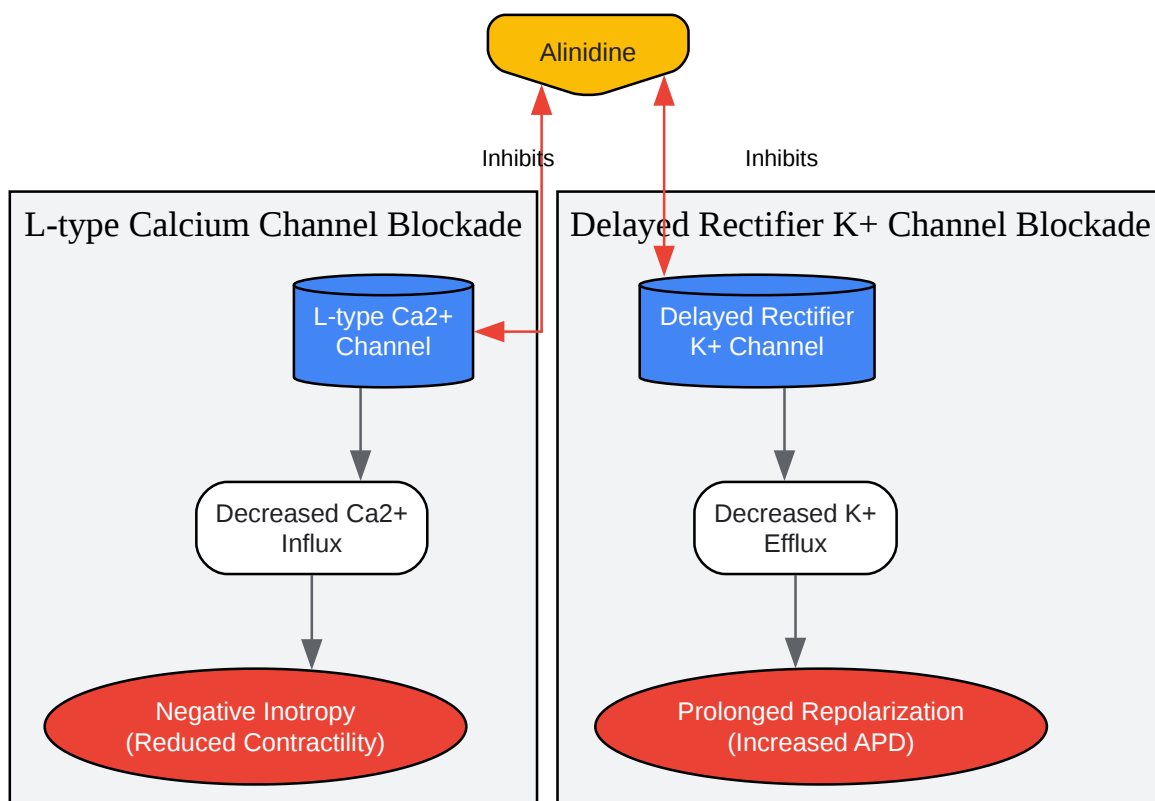 Alinidine
Inhibits
Inhibits
L-type Calcium Channel Blockade
Delayed Rectifier K+ Channel Blockade
L-type Ca2+
Channel
Delayed Rectifier
K+ Channel
Decreased Ca2+
Influx
Decreased K+
Efflux
Negative Inotropy
(Reduced Contractility)
Prolonged Repolarization
(Increased APD)